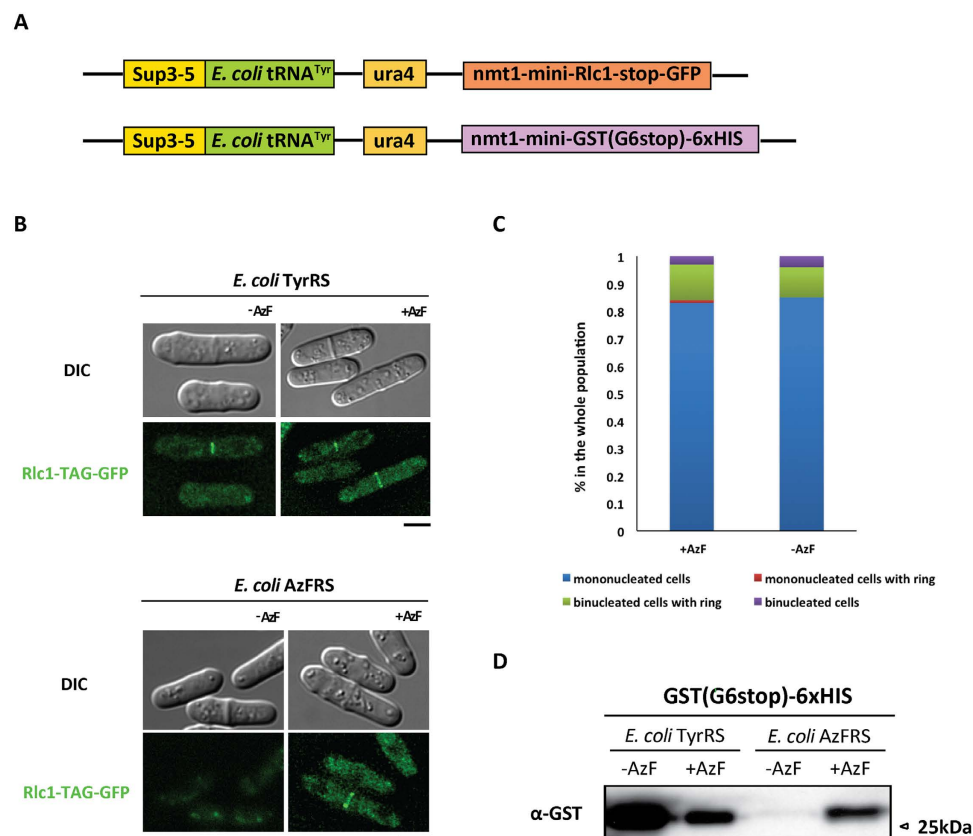 A
Sup3-5 E. coli tRNATyr ura4 nmt1-mini-Rlc1-stop-GFP
Sup3-5 E. coli tRNATyr ura4 nmt1-mini-GST(G6stop)-6xHIS
B
E. coli TyrRS
-AzF +AzF
DIC
Rlc1-TAG-GFP
E. coli AzFRS
-AzF +AzF
DIC
Rlc1-TAG-GFP
C
% in the whole population
1
0.9
0.8
0.7
0.6
0.5
0.4
0.3
0.2
0.1
0
+AzF -AzF
mononucleated cells mononucleated cells with ring
binucleated cells with ring binucleated cells
D
GST(G6stop)-6xHIS
E. coli TyrRS E. coli AzFRS
-AzF +AzF -AzF +AzF
α-GST 25kDa